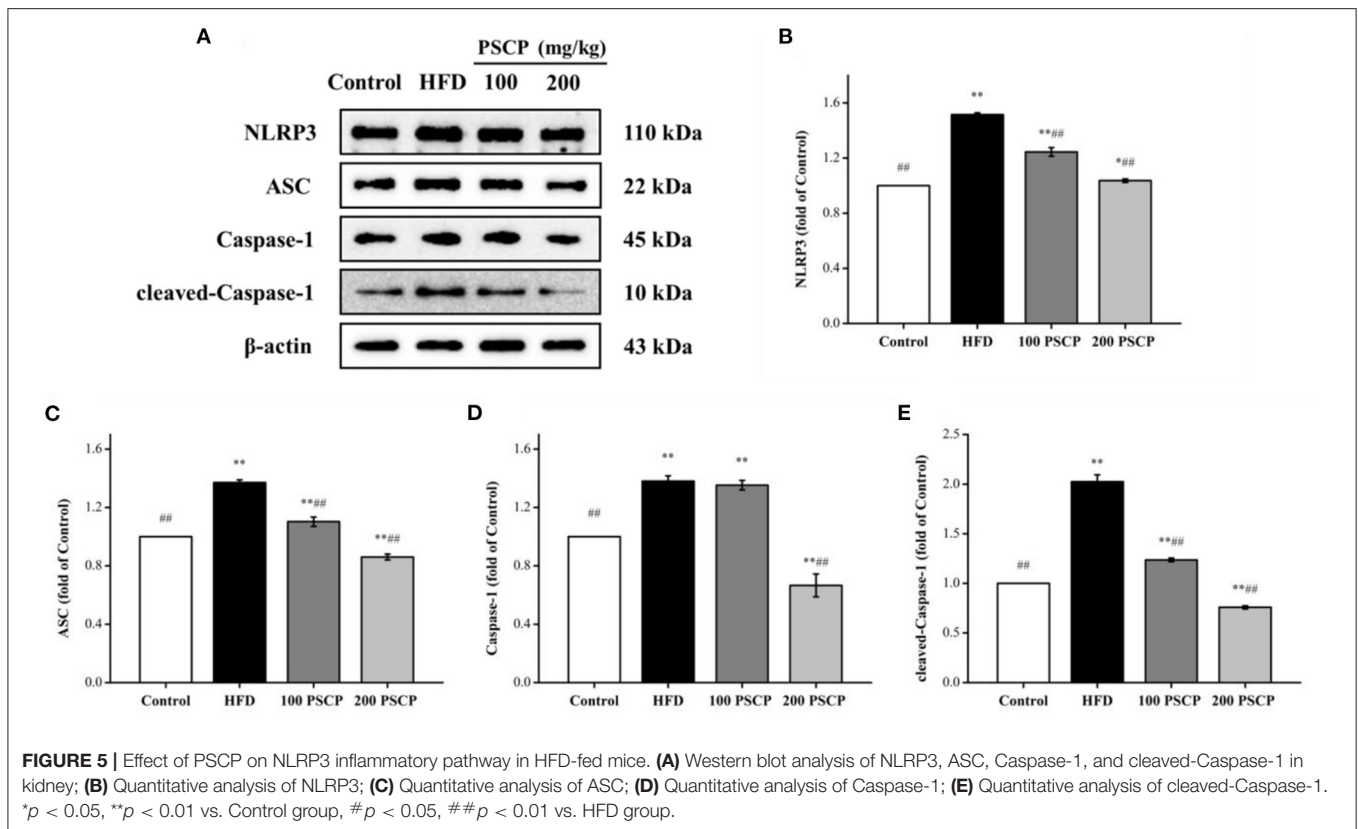 A
PSCP (mg/kg)
Control HFD 100 200
NLRP3 110 kDa
ASC 22 kDa
Caspase-1 45 kDa
cleaved-Caspase-1 10 kDa
β-actin 43 kDa
B
NLRP3 (fold of Control)
1.6
1.2
0.8
0.4
0.0
##
**
**##
*##
Control HFD 100 PSCP 200 PSCP
C
ASC (fold of Control)
1.6
1.2
0.8
0.4
0.0
##
**
**##
**##
Control HFD 100 PSCP 200 PSCP
D
Caspase-1 (fold of Control)
1.6
1.2
0.8
0.4
0.0
##
**
**
**##
Control HFD 100 PSCP 200 PSCP
E
cleaved-Caspase-1 (fold of Control)
2.5
2.0
1.5
1.0
0.5
0.0
##
**
**##
**##
Control HFD 100 PSCP 200 PSCP
FIGURE 5 | Effect of PSCP on NLRP3 inflammatory pathway in HFD-fed mice. (A) Western blot analysis of NLRP3, ASC, Caspase-1, and cleaved-Caspase-1 in
kidney; (B) Quantitative analysis of NLRP3; (C) Quantitative analysis of ASC; (D) Quantitative analysis of Caspase-1; (E) Quantitative analysis of cleaved-Caspase-1.
*p < 0.05, **p < 0.01 vs. Control group, #p < 0.05, ##p < 0.01 vs. HFD group.